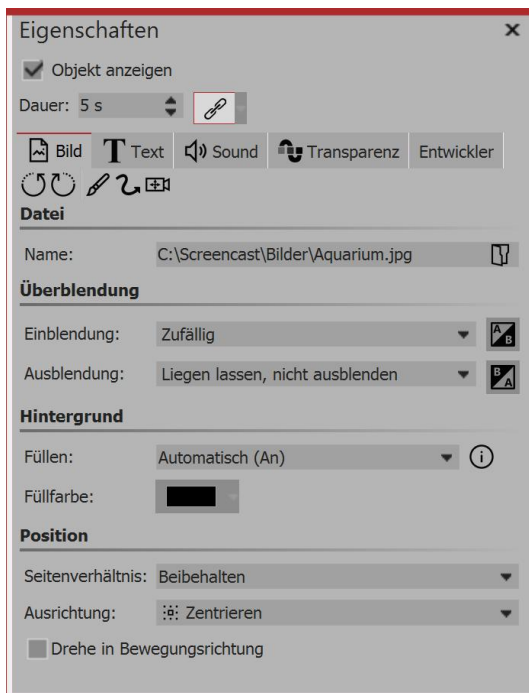 Eigenschaften
Objekt anzeigen
Dauer: 5 s
Bild Text Sound Transparenz Entwickler
Datei
Name: C:\Screencast\Bilder\Aquarium.jpg
Überblendung
Einblendung: Zufällig
A B
Ausblendung: Liegen lassen, nicht ausblenden
B A
Hintergrund
Füllen: Automatisch (An)
Füllfarbe:
Position
Seitenverhältnis: Beibehalten
Ausrichtung: Zentrieren
Drehe in Bewegungsrichtung